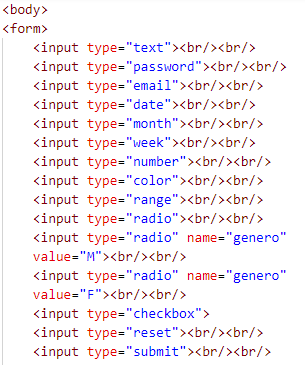 <body>
<form>
<input type="text"><br/><br/>
<input type="password"><br/><br/>
<input type="email"><br/><br/>
<input type="date"><br/><br/>
<input type="month"><br/><br/>
<input type="week"><br/><br/>
<input type="number"><br/><br/>
<input type="color"><br/><br/>
<input type="range"><br/><br/>
<input type="radio"><br/><br/>
<input type="radio" name="genero"
value="M"><br/><br/>
<input type="radio" name="genero"
value="F"><br/><br/>
<input type="checkbox">
<input type="reset"><br/><br/>
<input type="submit"><br/><br/>